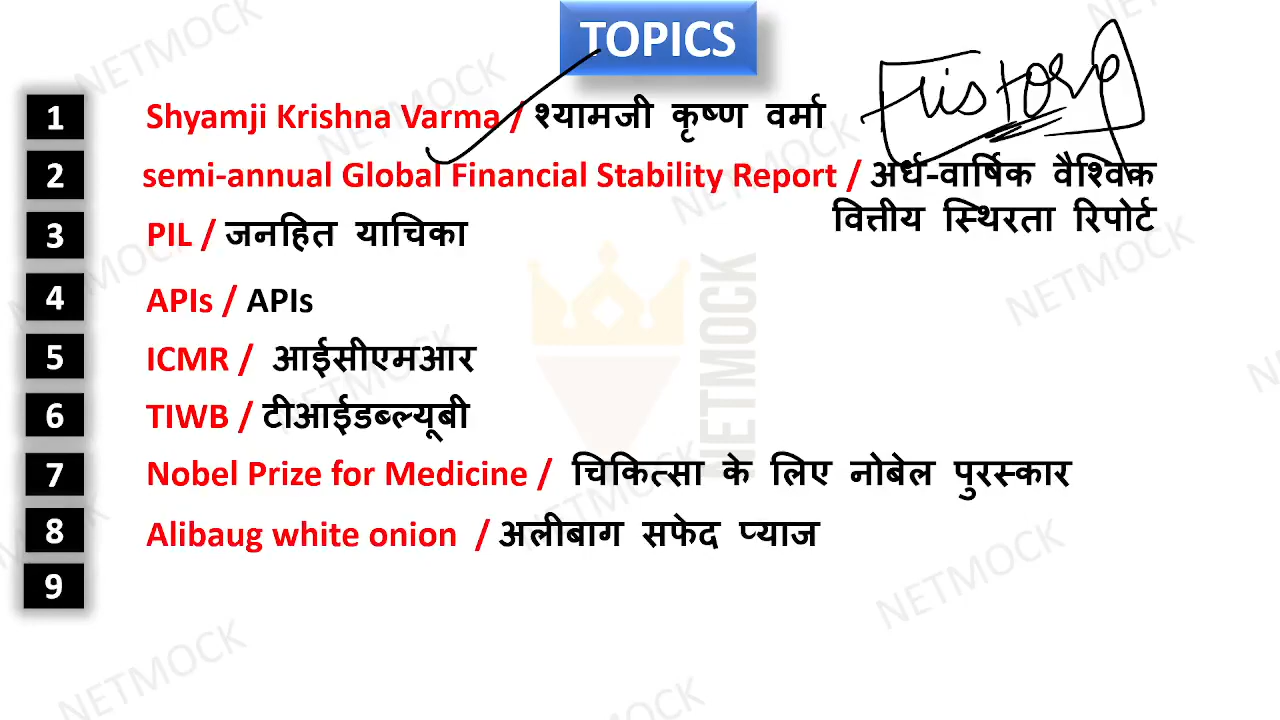 TOPICS
History
1 Shyamji Krishna Varma / श्यामजी कृष्ण वर्मा
2 semi-annual Global Financial Stability Report / अर्ध-वार्षिक वैश्विक
वित्तीय स्थिरता रिपोर्ट
3 PIL / जनहित याचिका
4 APIs / APIs
5 ICMR / आईसीएमआर
6 TIWB / टीआईडब्ल्यूबी
7 Nobel Prize for Medicine / चिकित्सा के लिए नोबेल पुरस्कार
8 Alibaug white onion / अलीबाग सफेद प्याज
9
NETMOCK